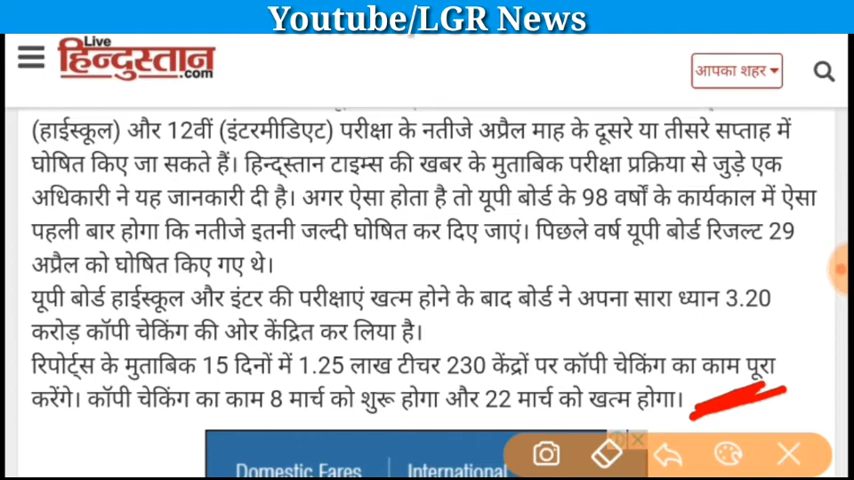 Youtube/LGR News
Live
हिन्दुस्तान
.com
आपका शहर
(हाईस्कूल) और 12वीं (इंटरमीडिएट) परीक्षा के नतीजे अप्रैल माह के दूसरे या तीसरे सप्ताह में
घोषित किए जा सकते हैं। हिन्द्स्तान टाइम्स की खबर के मुताबिक परीक्षा प्रक्रिया से जुड़े एक
अधिकारी ने यह जानकारी दी है। अगर ऐसा होता है तो यूपी बोर्ड के 98 वर्षों के कार्यकाल में ऐसा
पहली बार होगा कि नतीजे इतनी जल्दी घोषित कर दिए जाएं। पिछले वर्ष यूपी बोर्ड रिजल्ट 29
अप्रैल को घोषित किए गए थे।
यूपी बोर्ड हाईस्कूल और इंटर की परीक्षाएं खत्म होने के बाद बोर्ड ने अपना सारा ध्यान 3.20
करोड़ कॉपी चेकिंग की ओर केंद्रित कर लिया है।
रिपोर्ट्स के मुताबिक 15 दिनों में 1.25 लाख टीचर 230 केंद्रों पर कॉपी चेकिंग का काम पूरा
करेंगे। कॉपी चेकिंग का काम 8 मार्च को शुरू होगा और 22 मार्च को खत्म होगा।
Domestic Fares
International